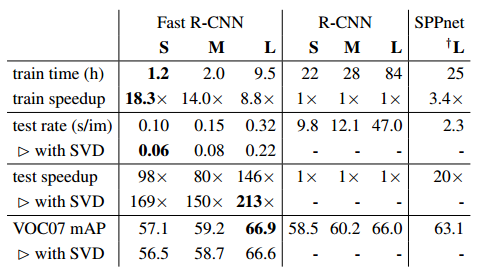 Fast R-CNN R-CNN SPPnet
S M L S M L †L
train time (h) 1.2 2.0 9.5 22 28 84 25
train speedup 18.3× 14.0× 8.8× 1× 1× 1× 3.4×
test rate (s/im) 0.10 0.15 0.32 9.8 12.1 47.0 2.3
▷ with SVD 0.06 0.08 0.22 - - - -
test speedup 98× 80× 146× 1× 1× 1× 20×
▷ with SVD 169× 150× 213× - - - -
VOC07 mAP 57.1 59.2 66.9 58.5 60.2 66.0 63.1
▷ with SVD 56.5 58.7 66.6 - - - -